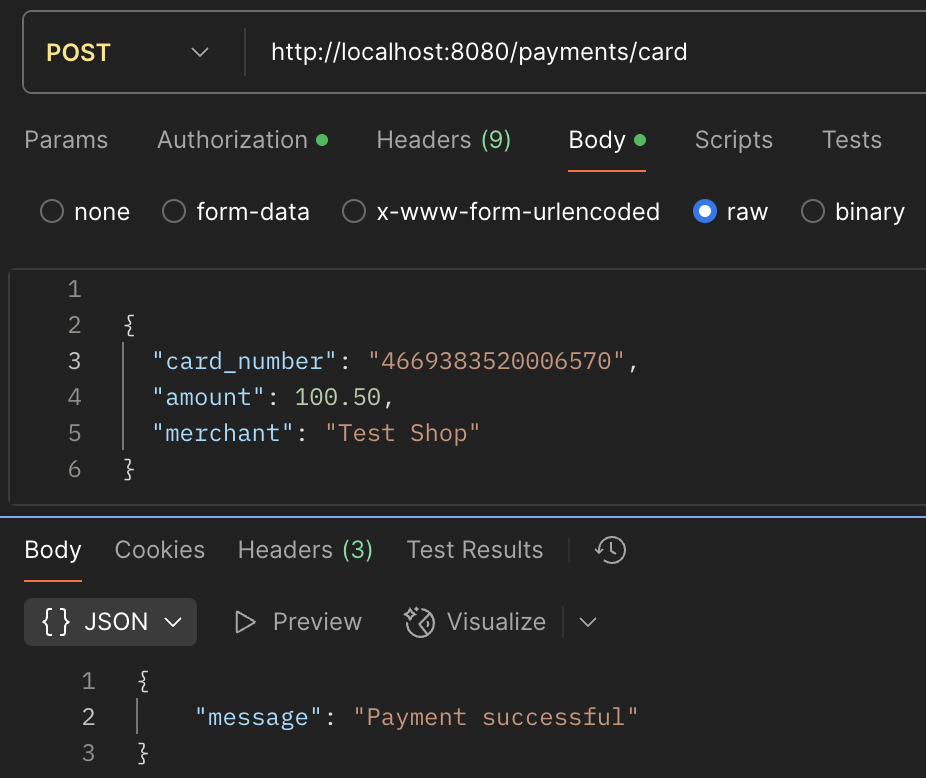 POST http://localhost:8080/payments/card
Params Authorization Headers (9) Body Scripts Tests
none form-data x-www-form-urlencoded raw binary
1
2 {
3 "card_number": "4669383520006570",
4 "amount": 100.50,
5 "merchant": "Test Shop"
6 }
Body Cookies Headers (3) Test Results
{} JSON Preview Visualize
1 {
2 "message": "Payment successful"
3 }